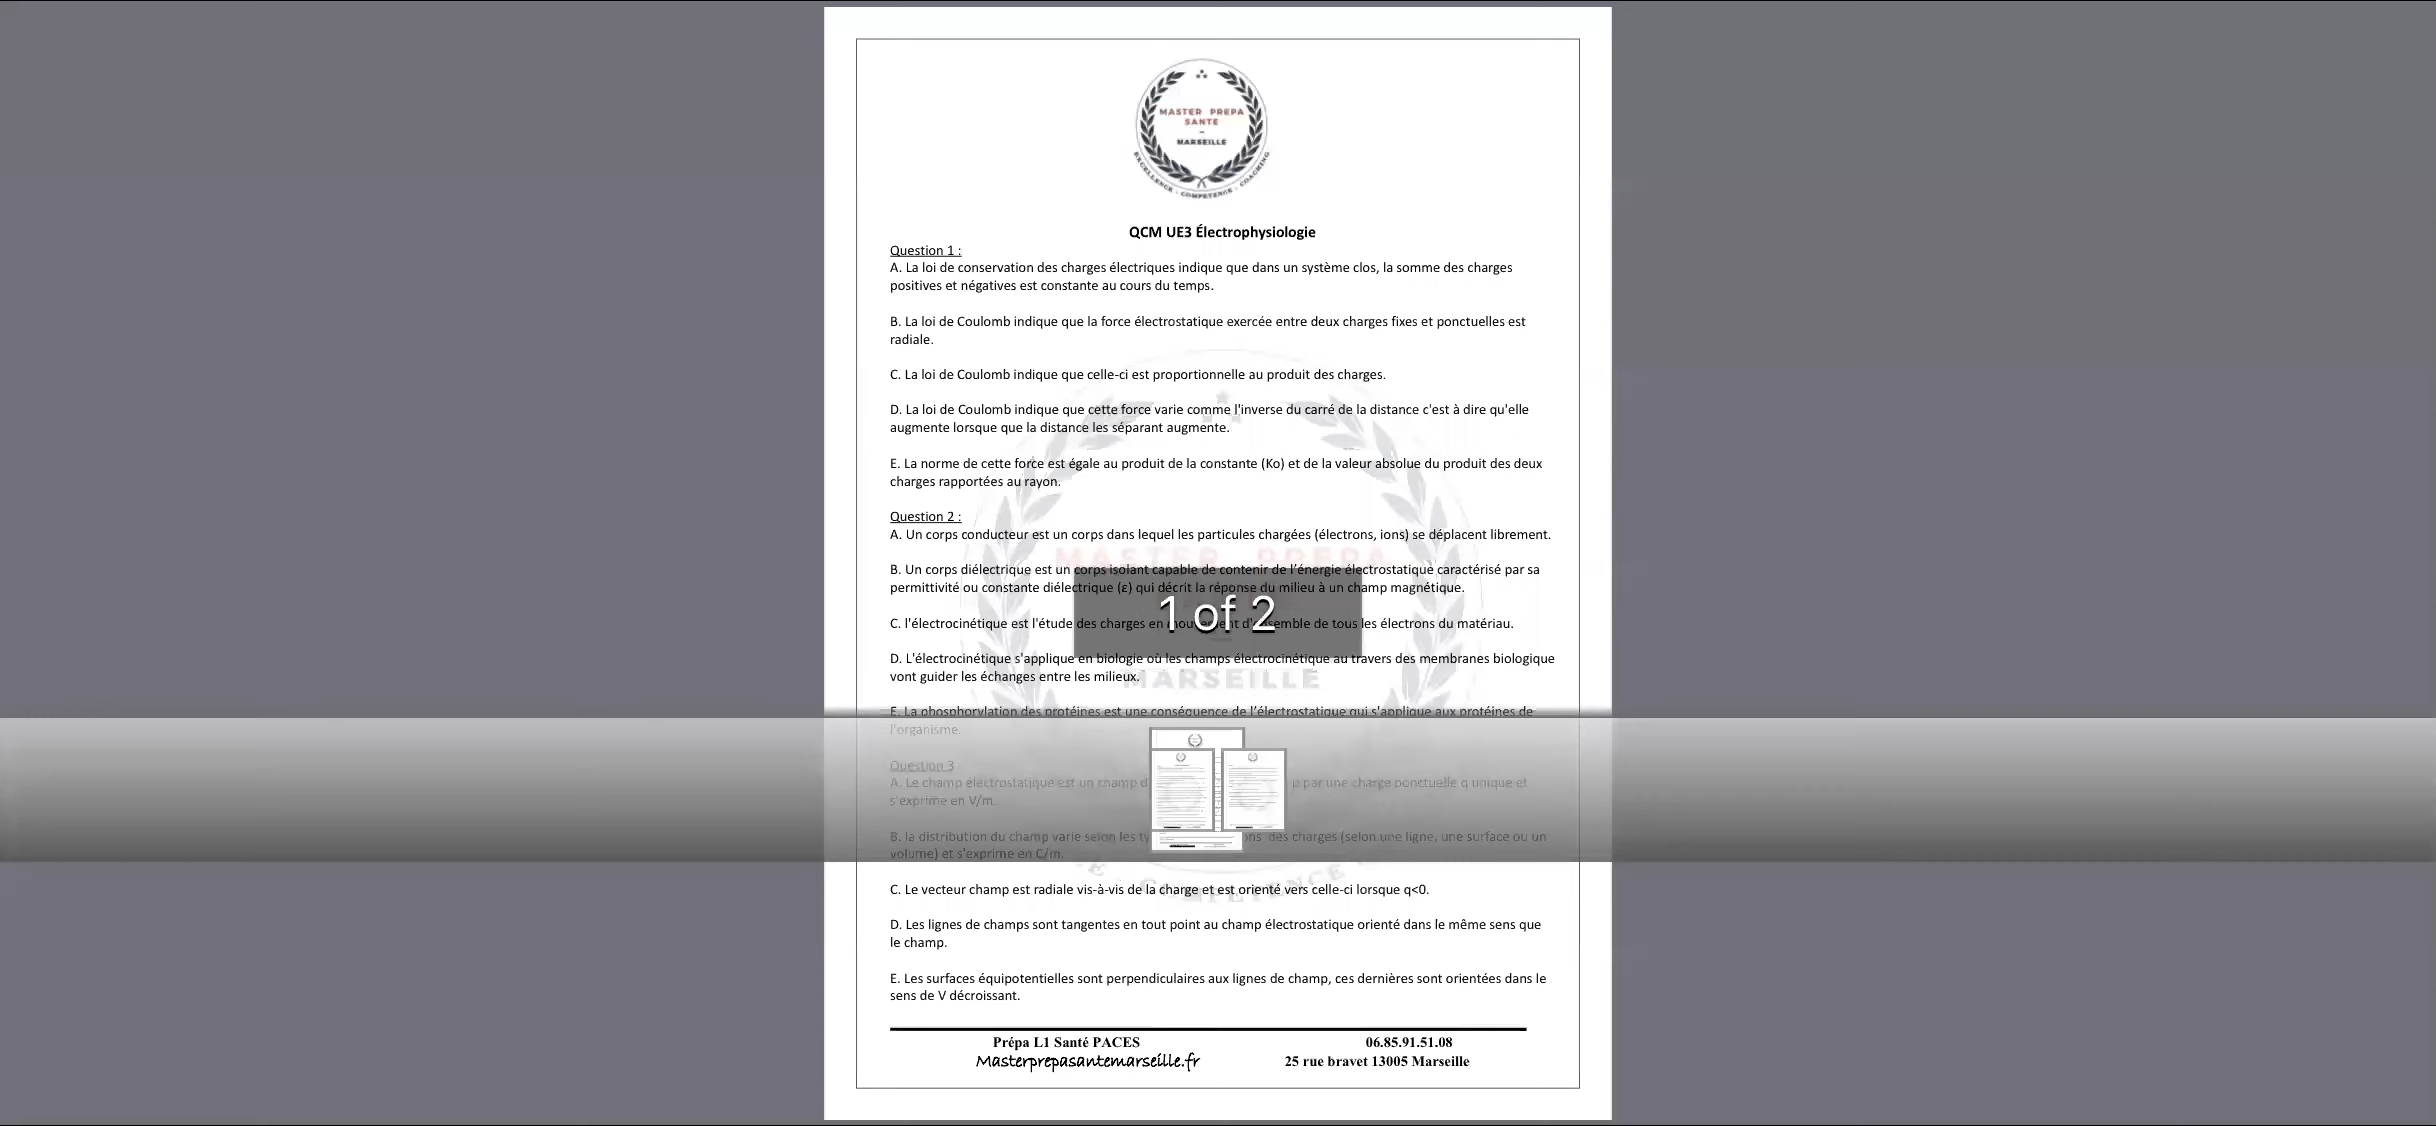 MASTER PREPA
SANTE
-
MARSEILLE
EXCELLENCE - COMPETENCE - COACHING
QCM UE3 Électrophysiologie
Question 1 :
A. La loi de conservation des charges électriques indique que dans un système clos, la somme des charges
positives et négatives est constante au cours du temps.
B. La loi de Coulomb indique que la force électrostatique exercée entre deux charges fixes et ponctuelles est
radiale.
C. La loi de Coulomb indique que celle-ci est proportionnelle au produit des charges.
D. La loi de Coulomb indique que cette force varie comme l'inverse du carré de la distance c'est à dire qu'elle
augmente lorsque que la distance les séparant augmente.
E. La norme de cette force est égale au produit de la constante (Ko) et de la valeur absolue du produit des deux
charges rapportées au rayon.
Question 2 :
A. Un corps conducteur est un corps dans lequel les particules chargées (électrons, ions) se déplacent librement.
MASTER PREPA
B. Un corps diélectrique est un corps isolant capable de contenir de l'énergie électrostatique caractérisé par sa
permittivité ou constante diélectrique (ε) qui décrit la réponse du milieu à un champ magnétique.
1 of 2
C. l'électrocinétique est l'étude des charges en mouvement d'ensemble de tous les électrons du matériau.
D. L'électrocinétique s'applique en biologie où les champs électrocinétique au travers des membranes biologique
vont guider les échanges entre les milieux.
MARSEILLE
E. La phosphorylation des protéines est une conséquence de l'électrostatique qui s'applique aux protéines de
l'organisme.
Question 3
A. Le champ électrostatique est un champ par une charge ponctuelle q unique et
s'exprime en V/m.
B. la distribution du champ varie selon les des charges (selon une ligne, une surface ou un
volume) et s'exprime en C/m.
C. Le vecteur champ est radiale vis-à-vis de la charge et est orienté vers celle-ci lorsque q<0.
D. Les lignes de champs sont tangentes en tout point au champ électrostatique orienté dans le même sens que
le champ.
E. Les surfaces équipotentielles sont perpendiculaires aux lignes de champ, ces dernières sont orientées dans le
sens de V décroissant.
Prépa L1 Santé PACES 06.85.91.51.08
Masterprepasantemarseille.fr 25 rue bravet 13005 Marseille